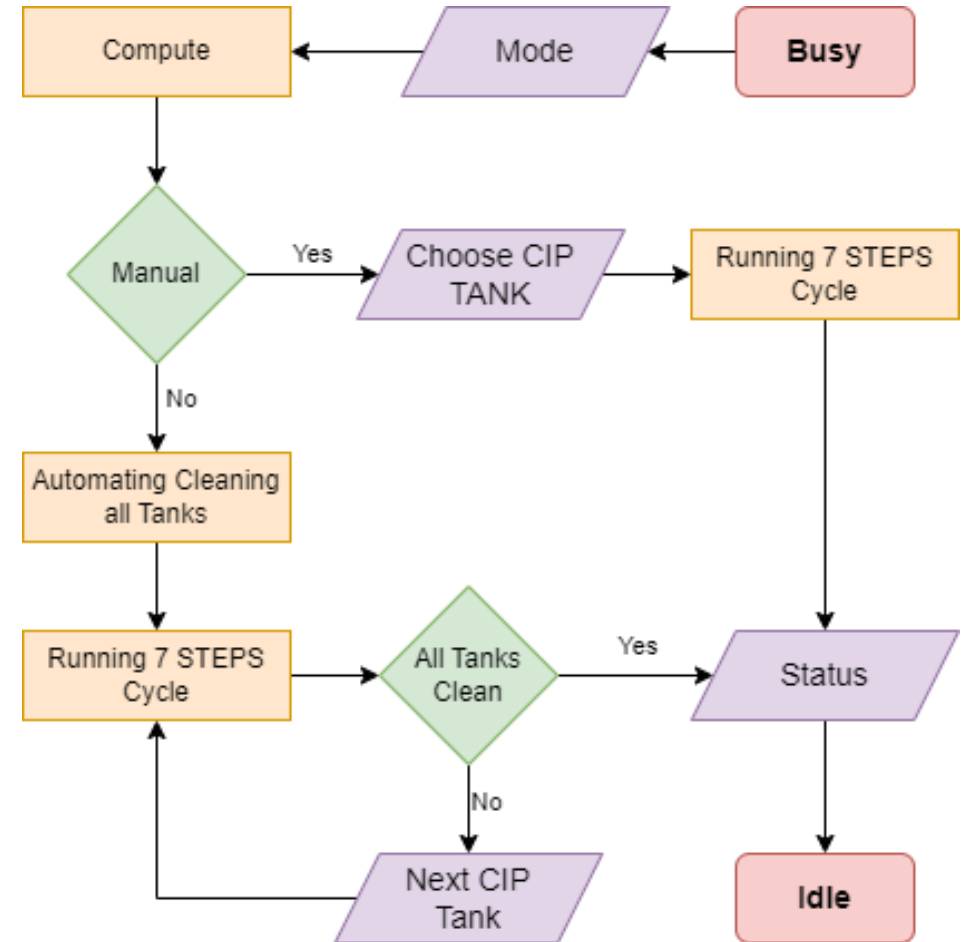 Compute
Mode
Busy
Manual
Yes
Choose CIP
TANK
Running 7 STEPS
Cycle
No
Automating Cleaning
all Tanks
Running 7 STEPS
Cycle
All Tanks
Clean
Yes
Status
No
Next CIP
Tank
Idle